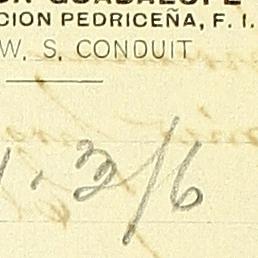 CION PEDRICEÑA, F. I.
W. S. CONDUIT
1. 3/6